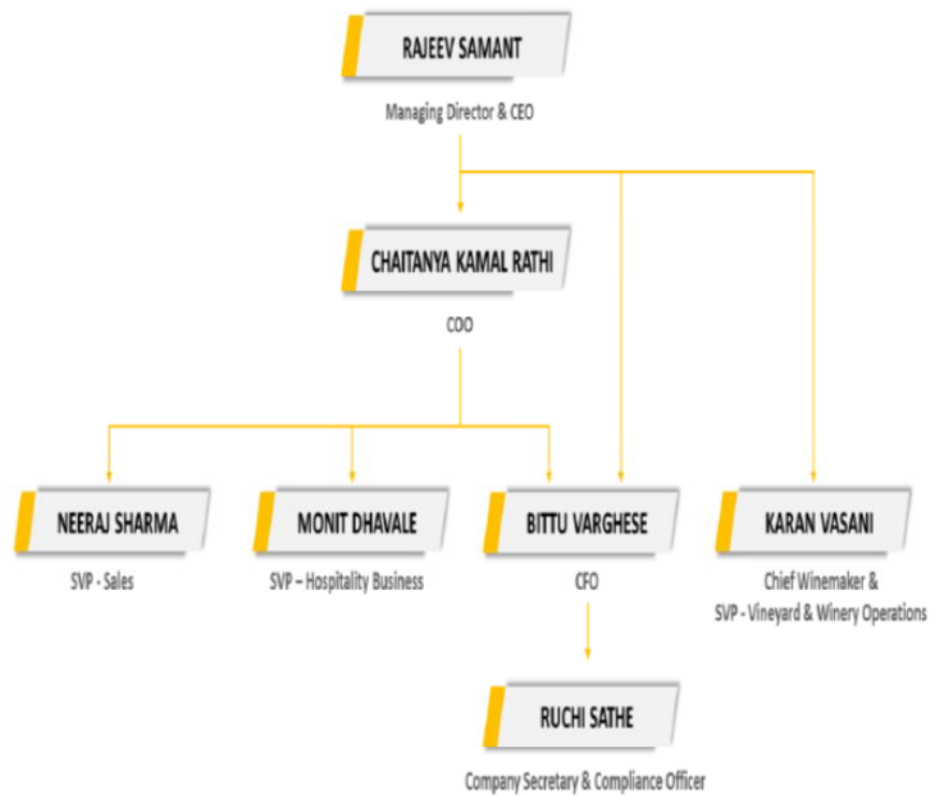 RAJEEV SAMANT
Managing Director & CEO
CHAITANYA KAMAL RATHI
COO
NEERAJ SHARMA
SVP - Sales
MONIT DHAVALE
SVP – Hospitality Business
BITTU VARGHESE
CFO
KARAN VASANI
Chief Winemaker &
SVP - Vineyard & Winery Operations
RUCHI SATHE
Company Secretary & Compliance Officer